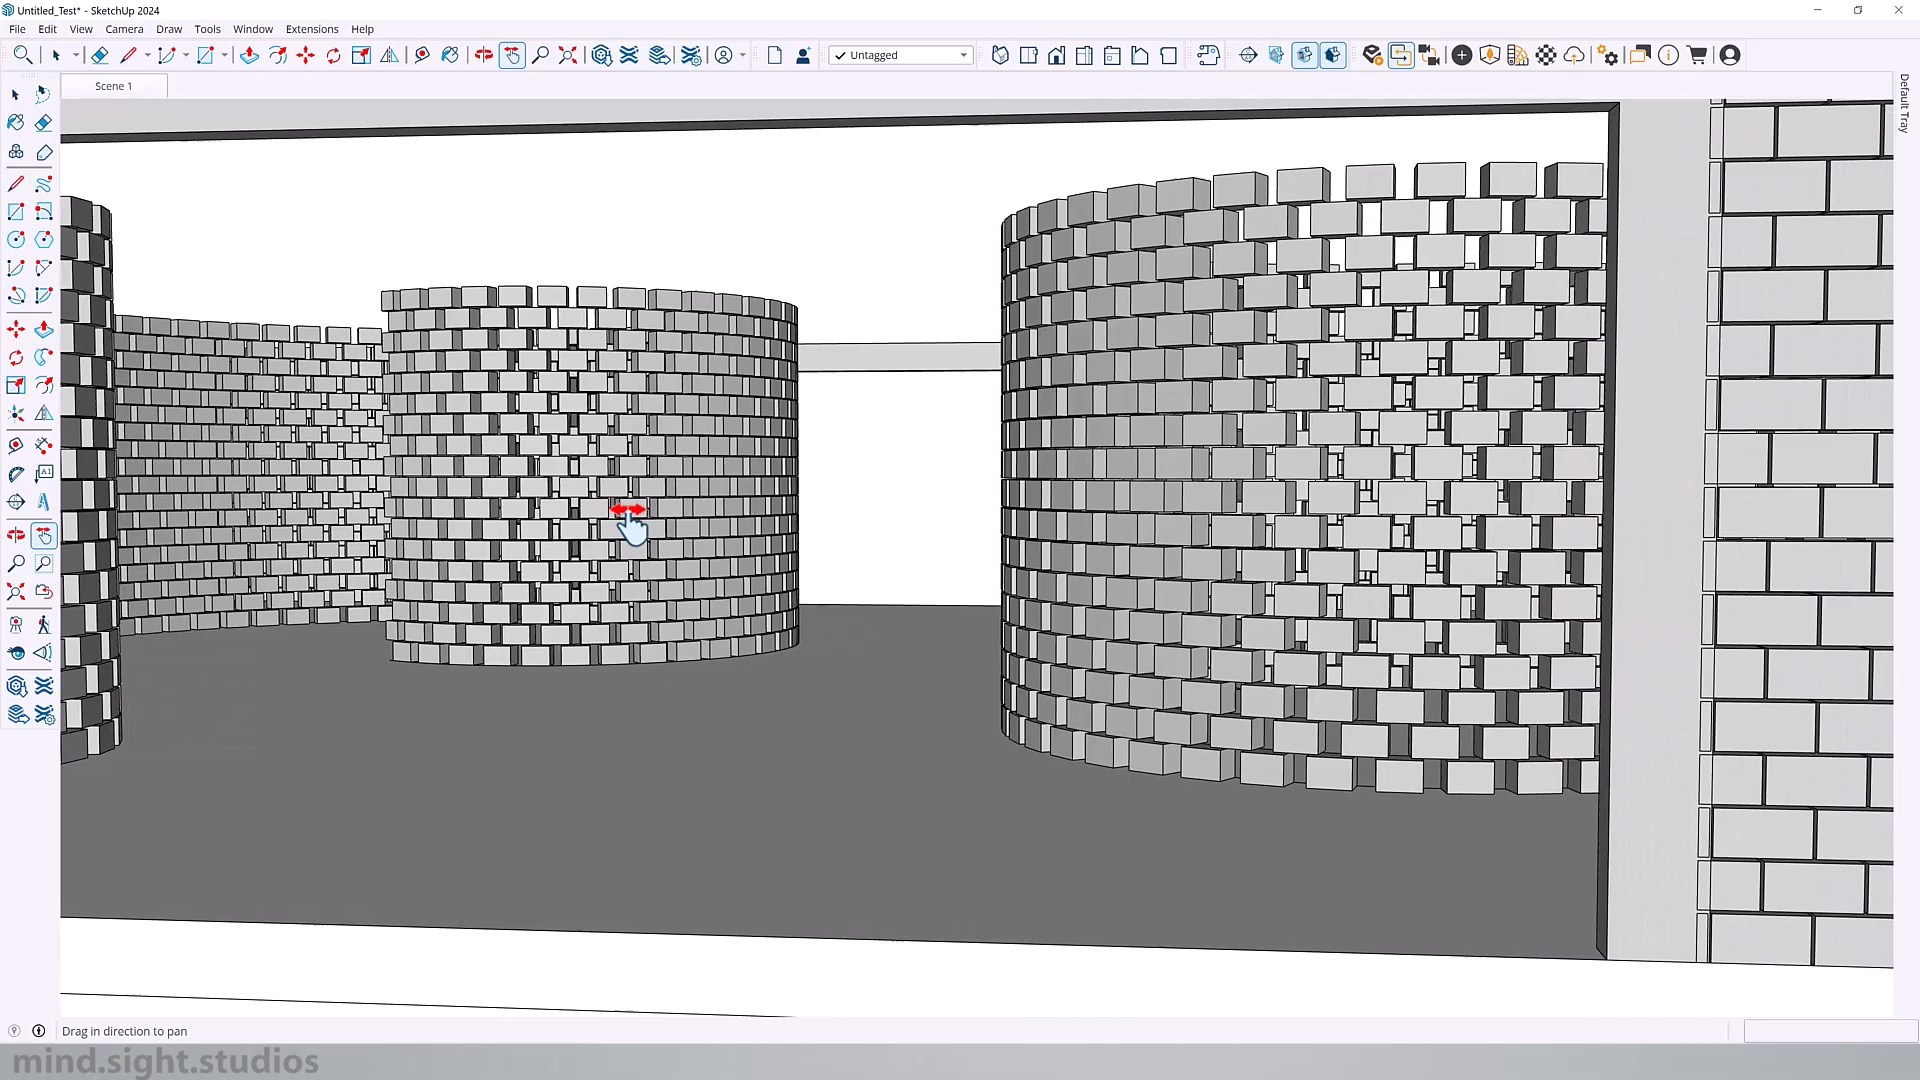 Untitled_Test* - SketchUp 2024
File Edit View Camera Draw Tools Window Extensions Help
Untagged
Scene 1
Default Tray
A1
A
Drag in direction to pan
mind.sight.studios